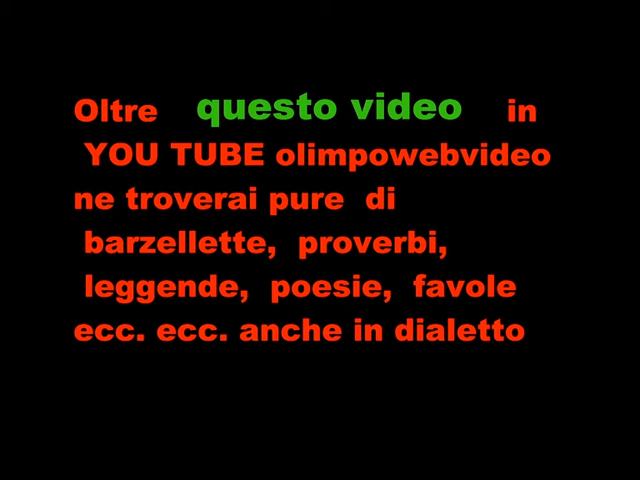 Oltre questo video in
YOU TUBE olimpowebvideo
ne troverai pure di
barzellette, proverbi,
leggende, poesie, favole
ecc. ecc. anche in dialetto